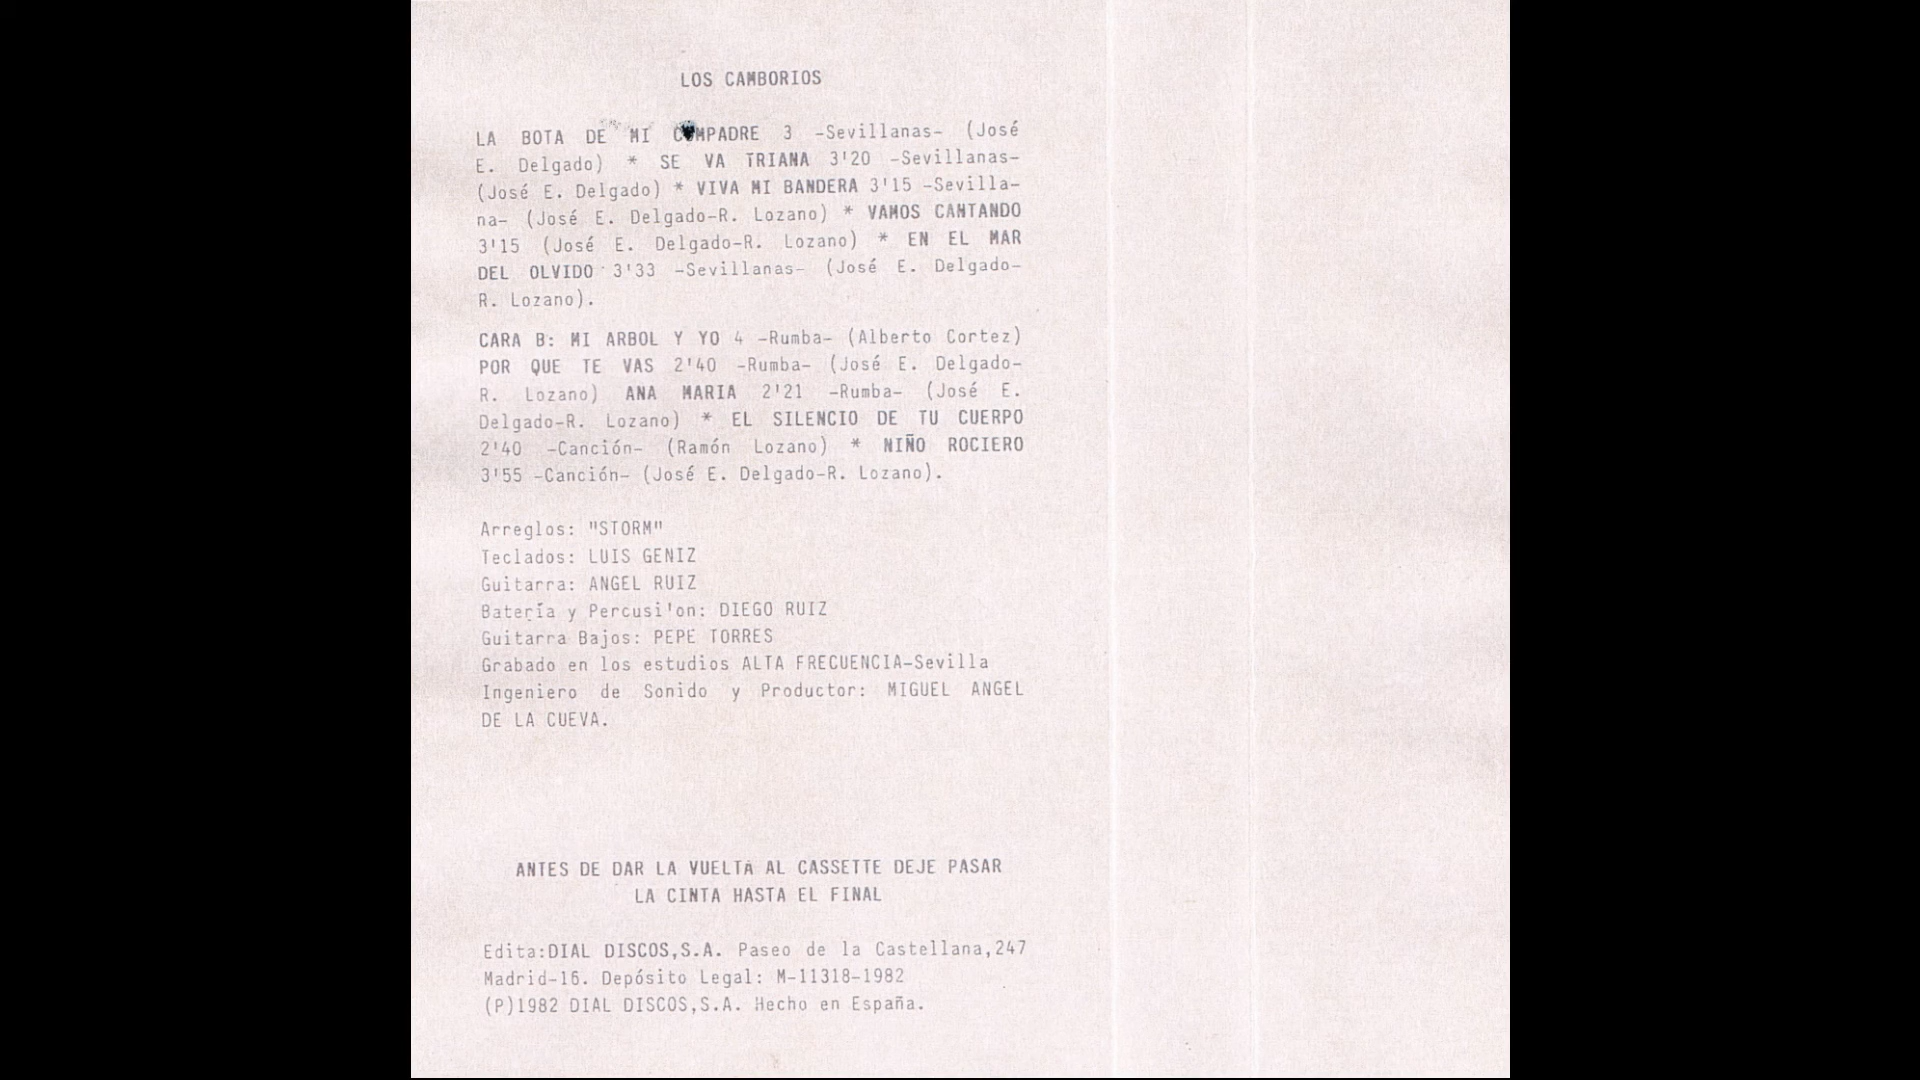 LOS CAMBORIOS
LA BOTA DE MI COMPADRE 3 -Sevillanas- (José
E. Delgado) * SE VA TRIANA 3'20 -Sevillanas-
(José E. Delgado) * VIVA MI BANDERA 3'15 -Sevilla-
na- (José E. Delgado-R. Lozano) * VAMOS CANTANDO
3'15 (José E. Delgado-R. Lozano) * EN EL MAR
DEL OLVIDO 3'33 -Sevillanas- (José E. Delgado-
R. Lozano).
CARA B: MI ARBOL Y YO 4 -Rumba- (Alberto Cortez)
POR QUE TE VAS 2'40 -Rumba- (José E. Delgado-
R. Lozano) ANA MARIA 2'21 -Rumba- (José E.
Delgado-R. Lozano) * EL SILENCIO DE TU CUERPO
2'40 -Canción- (Ramón Lozano) * NIÑO ROCIERO
3'55 -Canción- (José E. Delgado-R. Lozano).
Arreglos: "STORM"
Teclados: LUIS GENIZ
Guitarra: ANGEL RUIZ
Batería y Percusi'on: DIEGO RUIZ
Guitarra Bajos: PEPE TORRES
Grabado en los estudios ALTA FRECUENCIA-Sevilla
Ingeniero de Sonido y Productor: MIGUEL ANGEL
DE LA CUEVA.
ANTES DE DAR LA VUELTA AL CASSETTE DEJE PASAR
LA CINTA HASTA EL FINAL
Edita:DIAL DISCOS,S.A. Paseo de la Castellana,247
Madrid-16. Depósito Legal: M-11318-1982
(P)1982 DIAL DISCOS,S.A. Hecho en España.